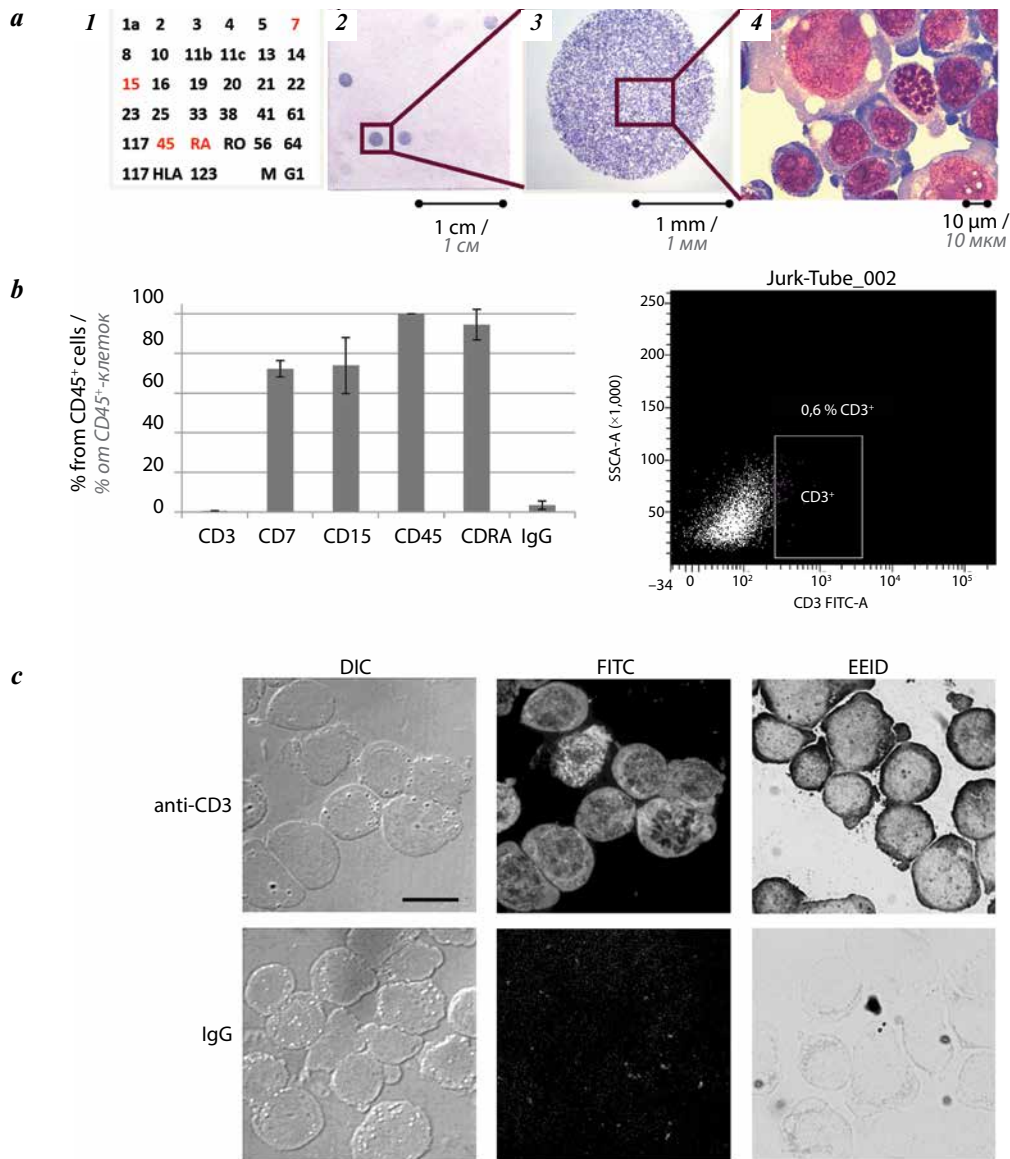 a
1
1a 2 3 4 5 7
8 10 11b 11c 13 14
15 16 19 20 21 22
23 25 33 38 41 61
117 45 RA RO 56 64
117 HLA 123 M G1
2
3
4
1 cm /
1 см
1 mm /
1 мм
10 µm /
10 мкм
b
% from CD45+ cells /
% от CD45+-клеток
100
80
60
40
20
0
CD3 CD7 CD15 CD45 CDRA IgG
Jurk-Tube_002
SSCA-A (×1,000)
250
200
150
100
50
0,6 % CD3+
CD3+
–34 0 10² 10³ 10⁴ 10⁵
CD3 FITC-A
c
DIC FITC EEID
anti-CD3
IgG